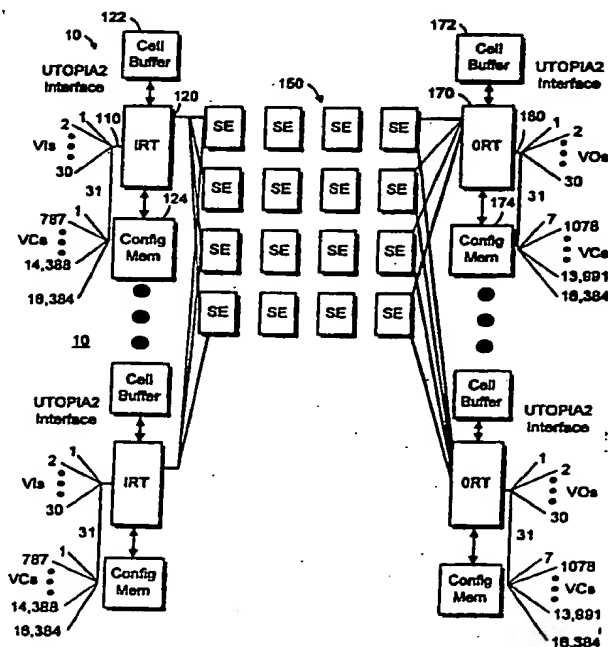 10
122
Cell
Buffer
UTOPIA2
Interface
120
110
1
2
VIs
30
IRT
31
124
787
1
VCs
14,388
16,384
Config
Mem
150
SE SE SE SE
SE SE SE SE
SE SE SE SE
SE SE SE SE
172
Cell
Buffer
UTOPIA2
Interface
170
180
ORT
1
2
VOs
30
31
174
Config
Mem
7
1078
VCs
13,991
16,384
10
Cell
Buffer
UTOPIA2
Interface
1
2
VIs
30
IRT
31
787
1
VCs
14,388
16,384
Config
Mem
Cell
Buffer
UTOPIA2
Interface
ORT
1
2
VOs
30
31
7
1078
VCs
13,991
16,384
Config
Mem